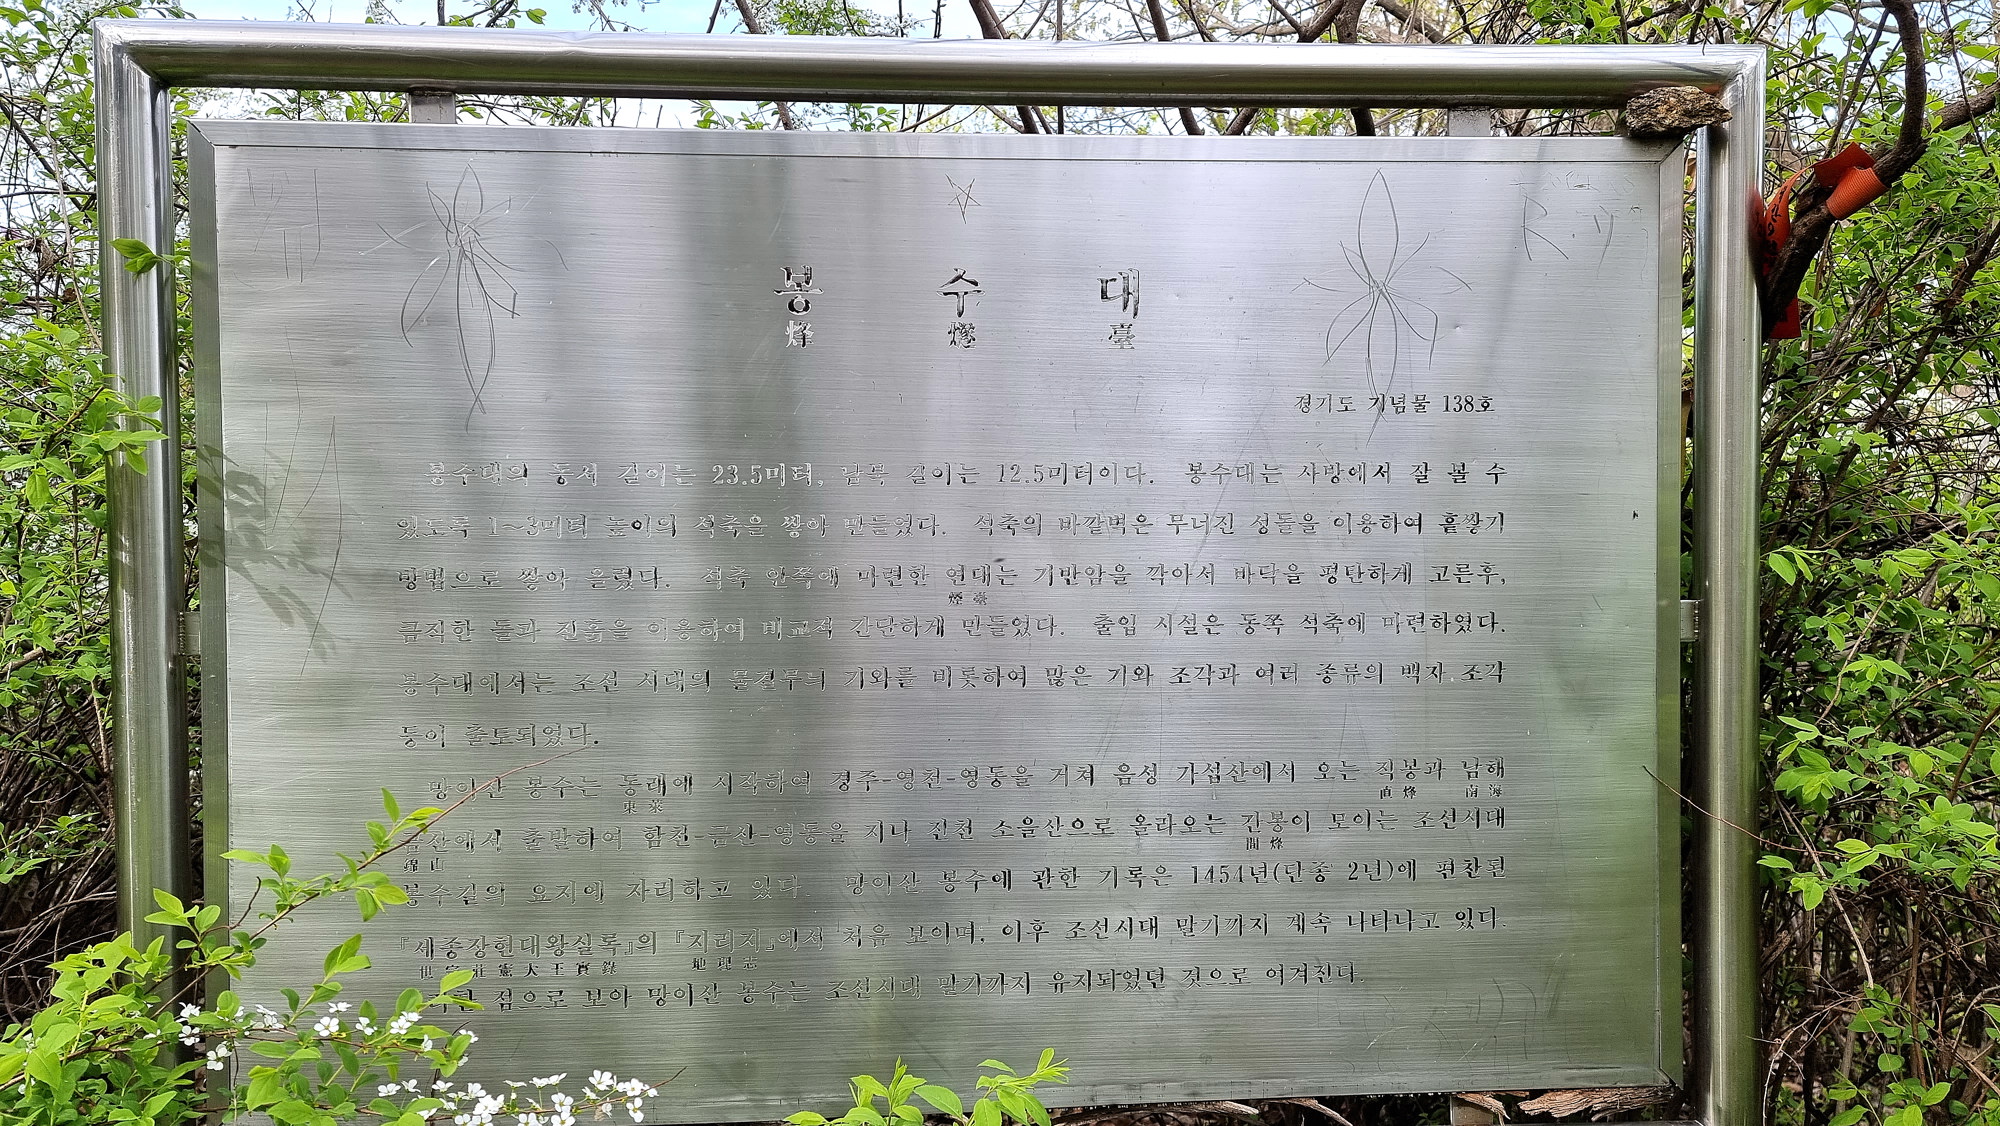 봉 수 대
烽 燧 臺
경기도 기념물 138호
봉수대의 동서 길이는 23.5미터, 남북 길이는 12.5미터이다. 봉수대는 사방에서 잘 볼 수
있도록 1~3미터 높이의 석축을 쌓아 만들었다. 석축의 바깥벽은 무너진 성돌을 이용하여 흩쌓기
방법으로 쌓아 올렸다. 석축 안쪽에 마련한 연대는 기반암을 깍아서 바닥을 평탄하게 고른후,
煙臺
큼직한 돌과 진흙을 이용하여 비교적 간단하게 만들었다. 출입 시설은 동쪽 석축에 마련하였다.
봉수대에서는 조선 시대의 물결무늬 기와를 비롯하여 많은 기와 조각과 여러 종류의 백자 조각
등이 출토되었다.
망이산 봉수는 동래에 시작하여 경주-영천-영동을 거쳐 음성 가섭산에서 오는 직봉과 남해
東萊 直烽 南海
금산에서 출발하여 합천-금산-영동을 지나 진천 소을산으로 올라오는 간봉이 모이는 조선시대
錦山 間烽
봉수길의 요지에 자리하고 있다. 망이산 봉수에 관한 기록은 1454년(단종 2년)에 편찬된
『세종장헌대왕실록』의 『지리지』에서 처음 보이며, 이후 조선시대 말기까지 계속 나타나고 있다.
世宗莊憲大王實錄 地理志
점으로 보아 망이산 봉수는 조선시대 말기까지 유지되었던 것으로 여겨진다.